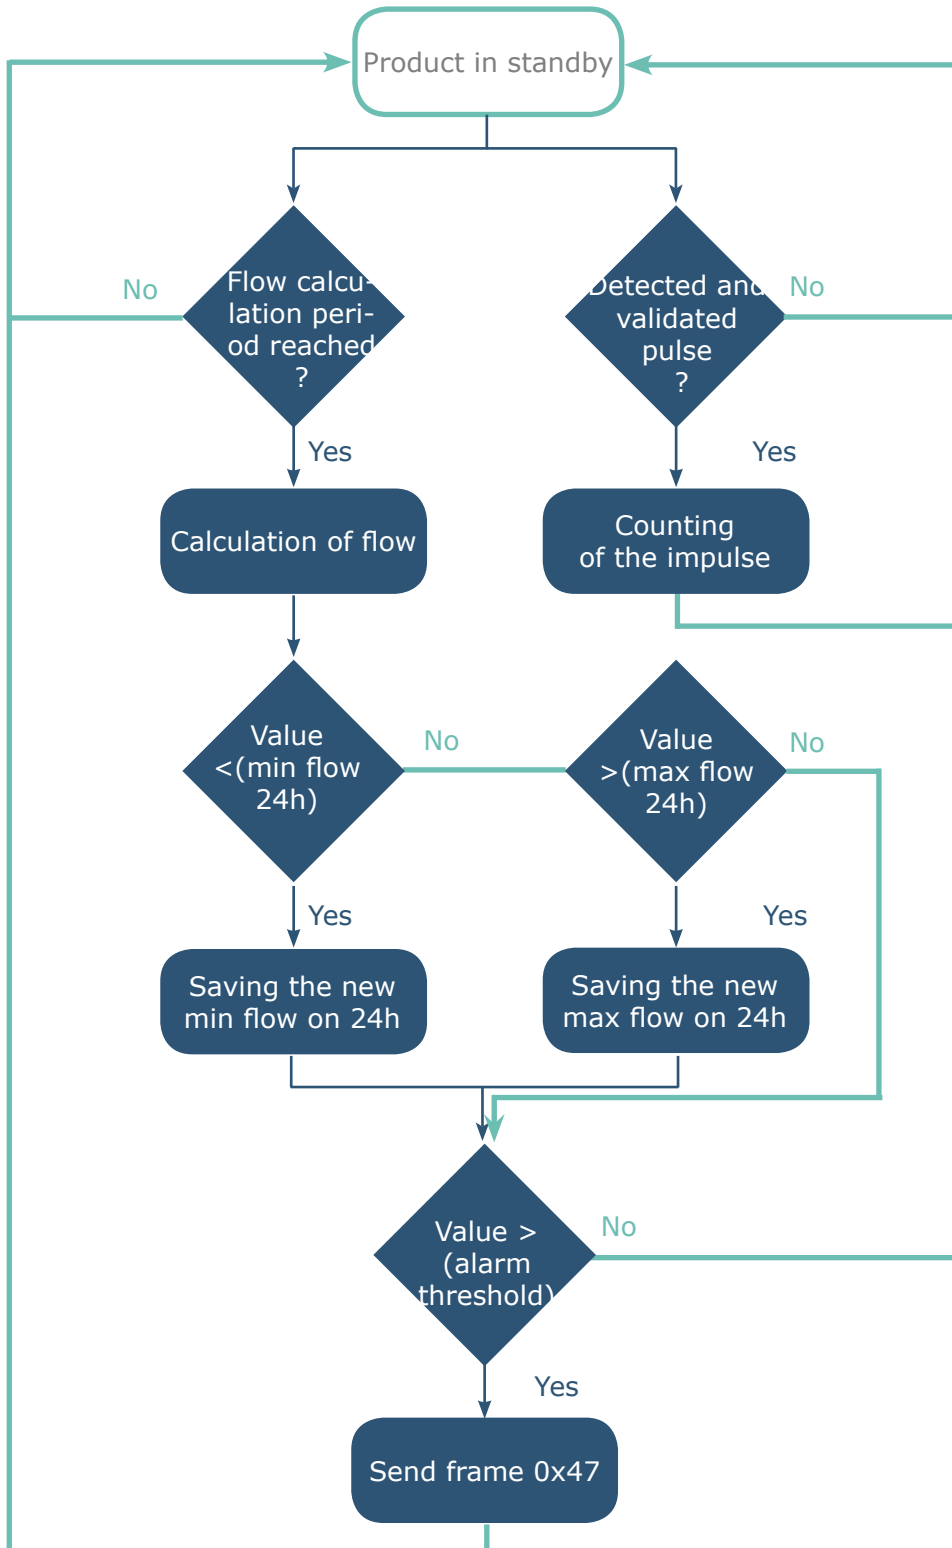 Product in standby
No
Flow calcu-
lation peri-
od reached
?
Detected and
validated
pulse
?
No
Yes
Yes
Calculation of flow
Counting
of the impulse
Value
<(min flow
24h)
No
Value
>(max flow
24h)
No
Yes
Yes
Saving the new
min flow on 24h
Saving the new
max flow on 24h
Value >
(alarm
threshold)
No
Yes
Send frame 0x47